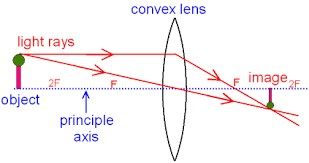 convex lens
light rays
2F
F
F
image
2F
object
principle
axis